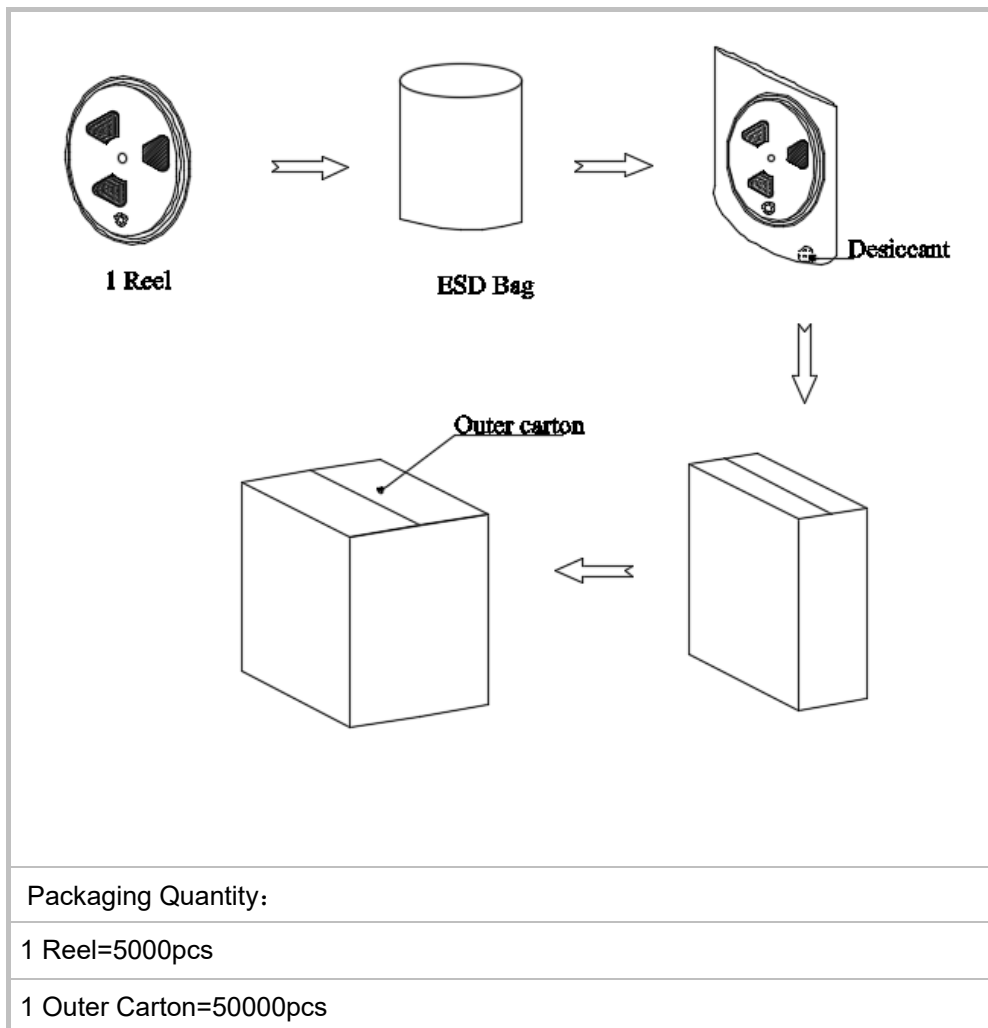 1 Reel
ESD Bag
Desiccant
Outer carton
Packaging Quantity：
1 Reel=5000pcs
1 Outer Carton=50000pcs